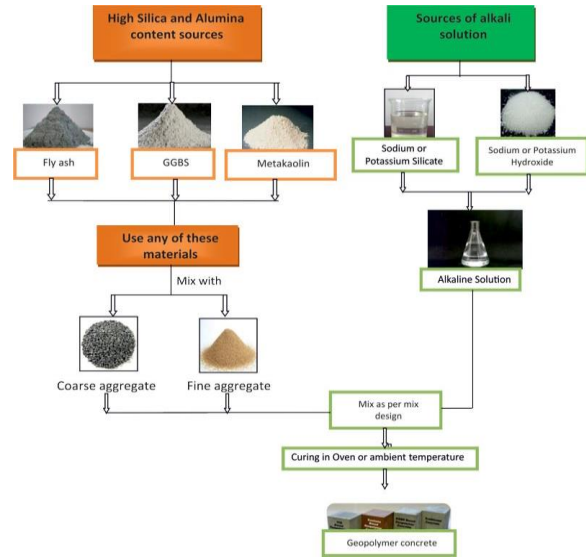 High Silica and Alumina
content sources
Sources of alkali
solution
Fly ash
GGBS
Metakaolin
Sodium or
Potassium Silicate
Sodium or Potassium
Hydroxide
Use any of these
materials
Mix with
Alkaline Solution
Coarse aggregate
Fine aggregate
Mix as per mix
design
Curing in Oven or ambient temperature
Geopolymer concrete